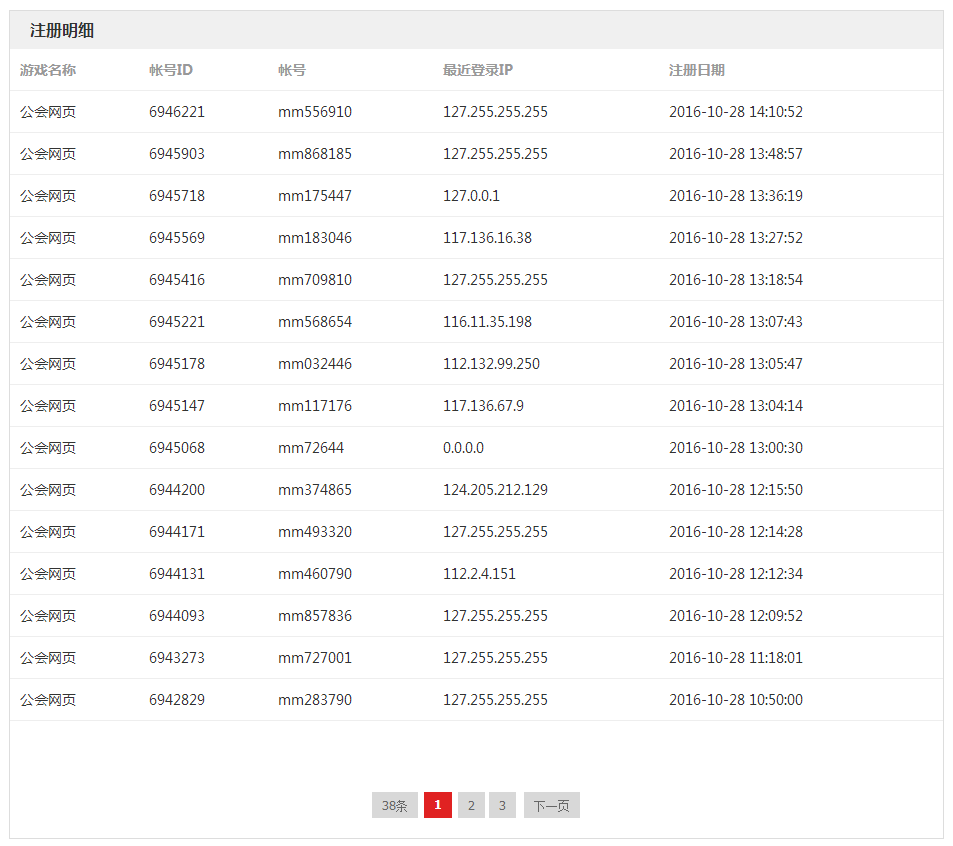 注册明细
游戏名称 帐号ID 帐号 最近登录IP 注册日期
公会网页 6946221 mm556910 127.255.255.255 2016-10-28 14:10:52
公会网页 6945903 mm868185 127.255.255.255 2016-10-28 13:48:57
公会网页 6945718 mm175447 127.0.0.1 2016-10-28 13:36:19
公会网页 6945569 mm183046 117.136.16.38 2016-10-28 13:27:52
公会网页 6945416 mm709810 127.255.255.255 2016-10-28 13:18:54
公会网页 6945221 mm568654 116.11.35.198 2016-10-28 13:07:43
公会网页 6945178 mm032446 112.132.99.250 2016-10-28 13:05:47
公会网页 6945147 mm117176 117.136.67.9 2016-10-28 13:04:14
公会网页 6945068 mm72644 0.0.0.0 2016-10-28 13:00:30
公会网页 6944200 mm374865 124.205.212.129 2016-10-28 12:15:50
公会网页 6944171 mm493320 127.255.255.255 2016-10-28 12:14:28
公会网页 6944131 mm460790 112.2.4.151 2016-10-28 12:12:34
公会网页 6944093 mm857836 127.255.255.255 2016-10-28 12:09:52
公会网页 6943273 mm727001 127.255.255.255 2016-10-28 11:18:01
公会网页 6942829 mm283790 127.255.255.255 2016-10-28 10:50:00
38条 1 2 3 下一页